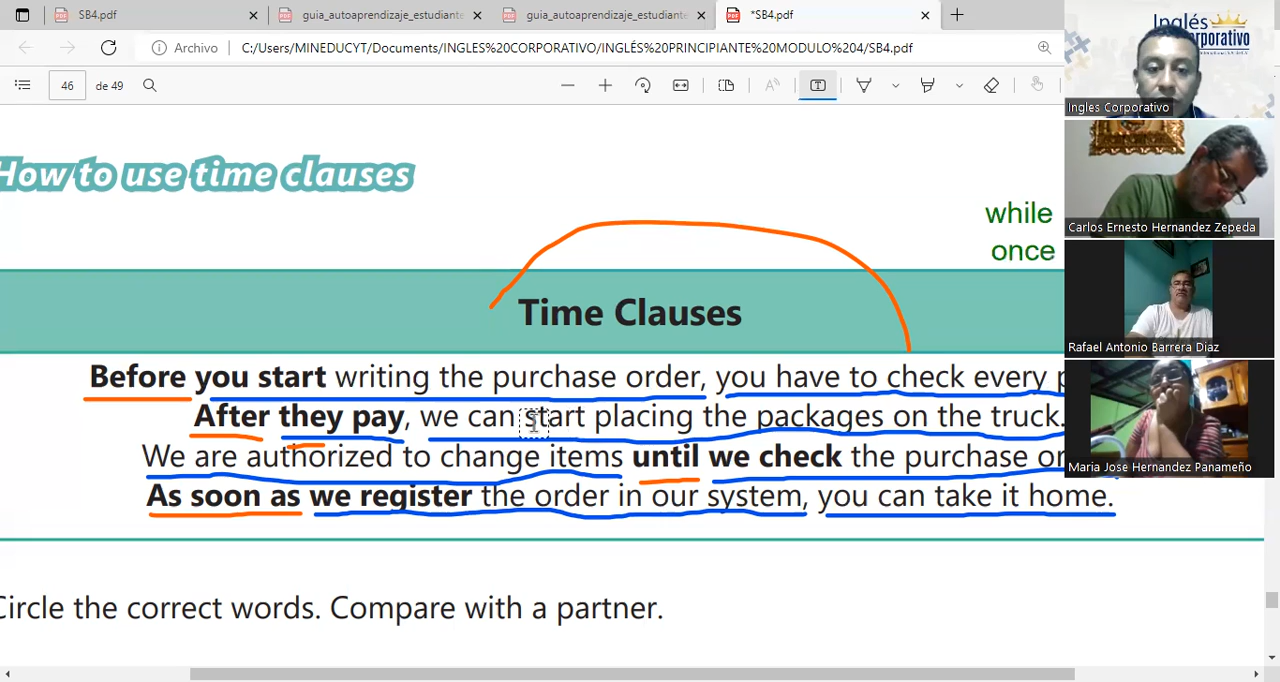 SB4.pdf
guia_autoaprendizaje_estudiante
guia_autoaprendizaje_estudiante
*SB4.pdf
Archivo
C:/Users/MINEDUCYT/Documents/INGLES%20CORPORATIVO/INGLÉS%20PRINCIPIANTE%20MODULO%204/SB4.pdf
46 de 49
How to use time clauses
while
once
Time Clauses
Before you start writing the purchase order, you have to check every p
After they pay, we can start placing the packages on the truck.
We are authorized to change items until we check the purchase or
As soon as we register the order in our system, you can take it home.
Circle the correct words. Compare with a partner.
Inglés
Corporativo
Ingles Corporativo
Carlos Ernesto Hernandez Zepeda
Rafael Antonio Barrera Diaz
Maria Jose Hernandez Panameño